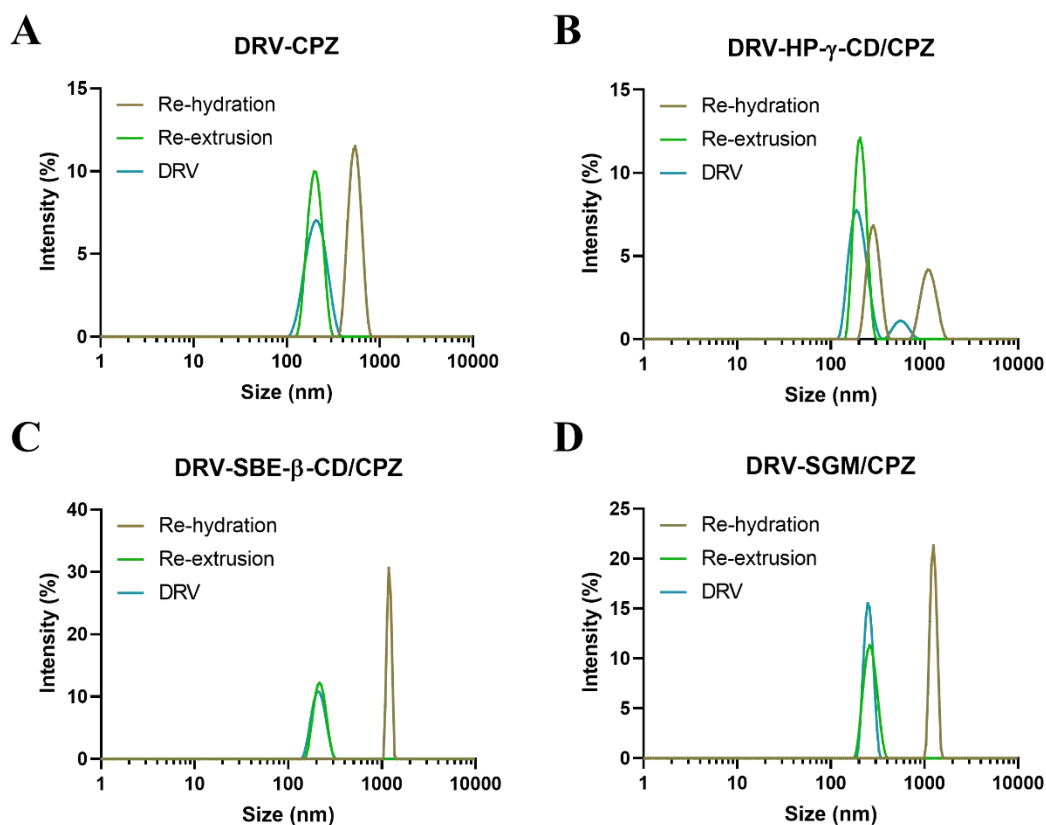 A
DRV-CPZ
Re-hydration
Re-extrusion
DRV
Intensity (%)
15
10
5
0
1 10 100 1000 10000
Size (nm)
B
DRV-HP-γ-CD/CPZ
Re-hydration
Re-extrusion
DRV
Intensity (%)
15
10
5
0
1 10 100 1000 10000
Size (nm)
C
DRV-SBE-β-CD/CPZ
Re-hydration
Re-extrusion
DRV
Intensity (%)
40
30
20
10
0
1 10 100 1000 10000
Size (nm)
D
DRV-SGM/CPZ
Re-hydration
Re-extrusion
DRV
Intensity (%)
25
20
15
10
5
0
1 10 100 1000 10000
Size (nm)